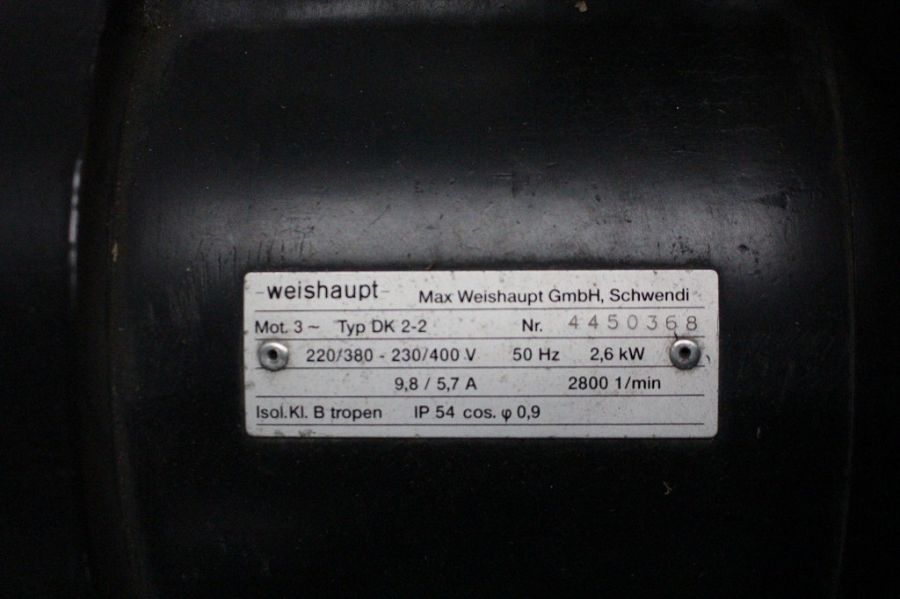 -weishaupt- Max Weishaupt GmbH, Schwendi
Mot. 3~ Typ DK 2-2 Nr. 4450368
220/380 - 230/400 V 50 Hz 2,6 kW
9,8 / 5,7 A 2800 1/min
Isol.Kl. B tropen IP 54 cos. φ 0,9